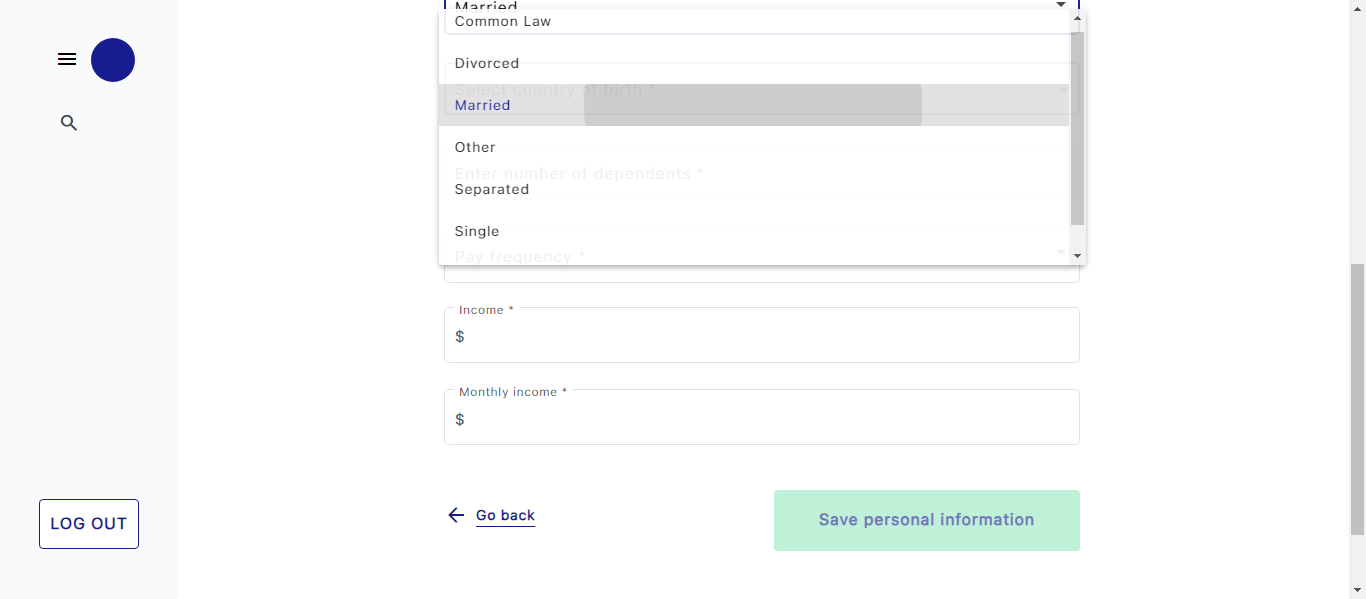 Married
Common Law
Divorced
Select country of birth *
Married
Other
Enter number of dependents *
Separated
Single
Pay frequency *
Income *
$
Monthly income *
$
Go back
Save personal information
LOG OUT